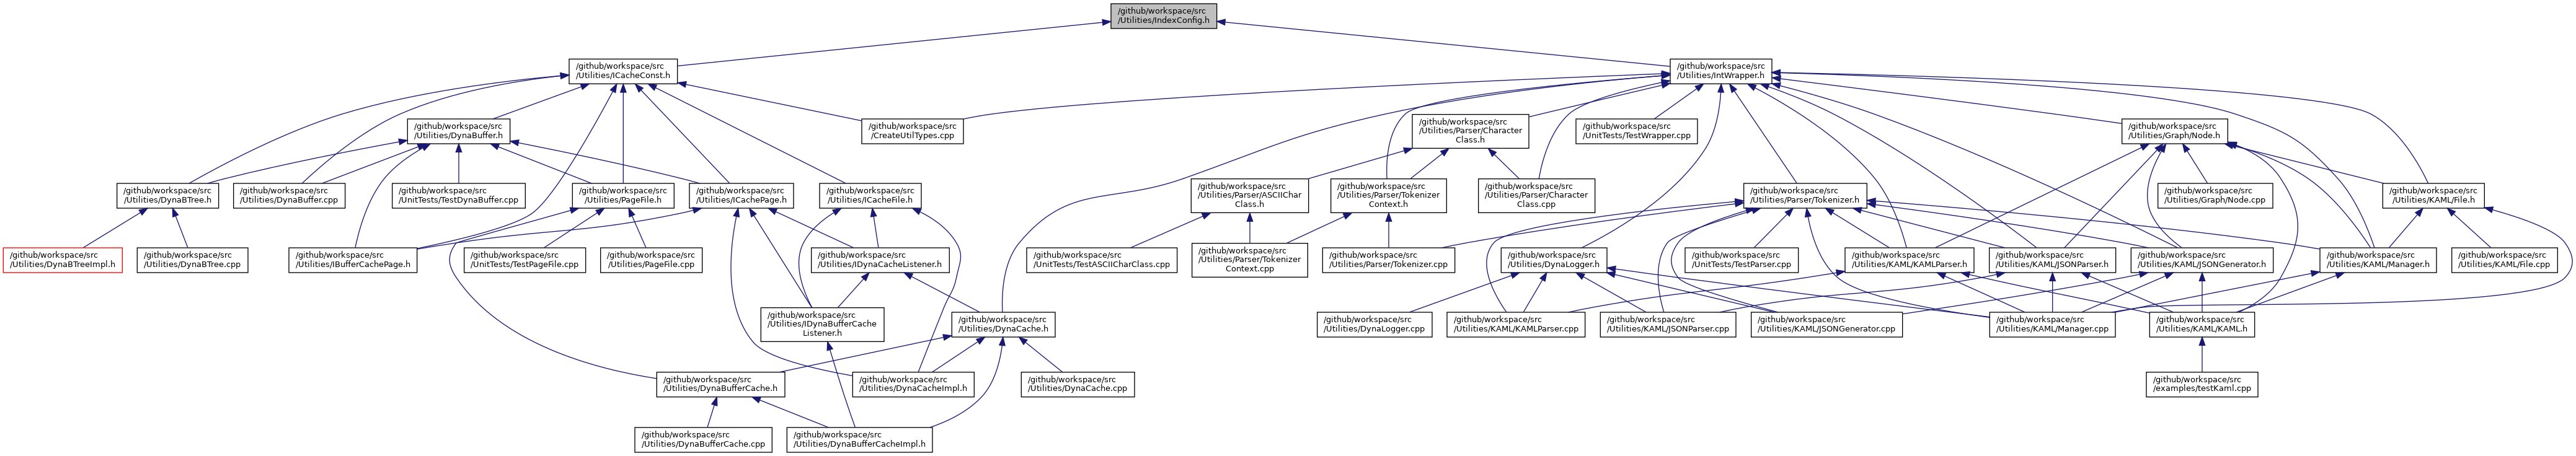 /github/workspace/src
/Utilities/IndexConfig.h
/github/workspace/src
/Utilities/ICacheConst.h
/github/workspace/src
/Utilities/IntWrapper.h
/github/workspace/src
/Utilities/DynaBuffer.h
/github/workspace/src
/CreateUtilTypes.cpp
/github/workspace/src
/Utilities/Parser/Character
Class.h
/github/workspace/src
/UnitTests/TestWrapper.cpp
/github/workspace/src
/Utilities/Graph/Node.h
/github/workspace/src
/Utilities/DynaBTree.h
/github/workspace/src
/Utilities/DynaBuffer.cpp
/github/workspace/src
/UnitTests/TestDynaBuffer.cpp
/github/workspace/src
/Utilities/PageFile.h
/github/workspace/src
/Utilities/ICachePage.h
/github/workspace/src
/Utilities/ICacheFile.h
/github/workspace/src
/Utilities/Parser/ASCIIChar
Class.h
/github/workspace/src
/Utilities/Parser/Tokenizer
Context.h
/github/workspace/src
/Utilities/Parser/Character
Class.cpp
/github/workspace/src
/Utilities/Parser/Tokenizer.h
/github/workspace/src
/Utilities/Graph/Node.cpp
/github/workspace/src
/Utilities/KAML/File.h
/github/workspace/src
/Utilities/DynaBTreeImpl.h
/github/workspace/src
/Utilities/DynaBTree.cpp
/github/workspace/src
/Utilities/IBufferCachePage.h
/github/workspace/src
/UnitTests/TestPageFile.cpp
/github/workspace/src
/Utilities/PageFile.cpp
/github/workspace/src
/Utilities/IDynaCacheListener.h
/github/workspace/src
/UnitTests/TestASCIICharClass.cpp
/github/workspace/src
/Utilities/Parser/Tokenizer
Context.cpp
/github/workspace/src
/Utilities/Parser/Tokenizer.cpp
/github/workspace/src
/Utilities/DynaLogger.h
/github/workspace/src
/UnitTests/TestParser.cpp
/github/workspace/src
/Utilities/KAML/KAMLParser.h
/github/workspace/src
/Utilities/KAML/JSONParser.h
/github/workspace/src
/Utilities/KAML/JSONGenerator.h
/github/workspace/src
/Utilities/KAML/Manager.h
/github/workspace/src
/Utilities/KAML/File.cpp
/github/workspace/src
/Utilities/IDynaBufferCache
Listener.h
/github/workspace/src
/Utilities/DynaCache.h
/github/workspace/src
/Utilities/DynaLogger.cpp
/github/workspace/src
/Utilities/KAML/KAMLParser.cpp
/github/workspace/src
/Utilities/KAML/JSONParser.cpp
/github/workspace/src
/Utilities/KAML/JSONGenerator.cpp
/github/workspace/src
/Utilities/KAML/Manager.cpp
/github/workspace/src
/Utilities/KAML/KAML.h
/github/workspace/src
/Utilities/DynaBufferCache.h
/github/workspace/src
/Utilities/DynaCacheImpl.h
/github/workspace/src
/Utilities/DynaCache.cpp
/github/workspace/src
/examples/testKaml.cpp
/github/workspace/src
/Utilities/DynaBufferCache.cpp
/github/workspace/src
/Utilities/DynaBufferCacheImpl.h